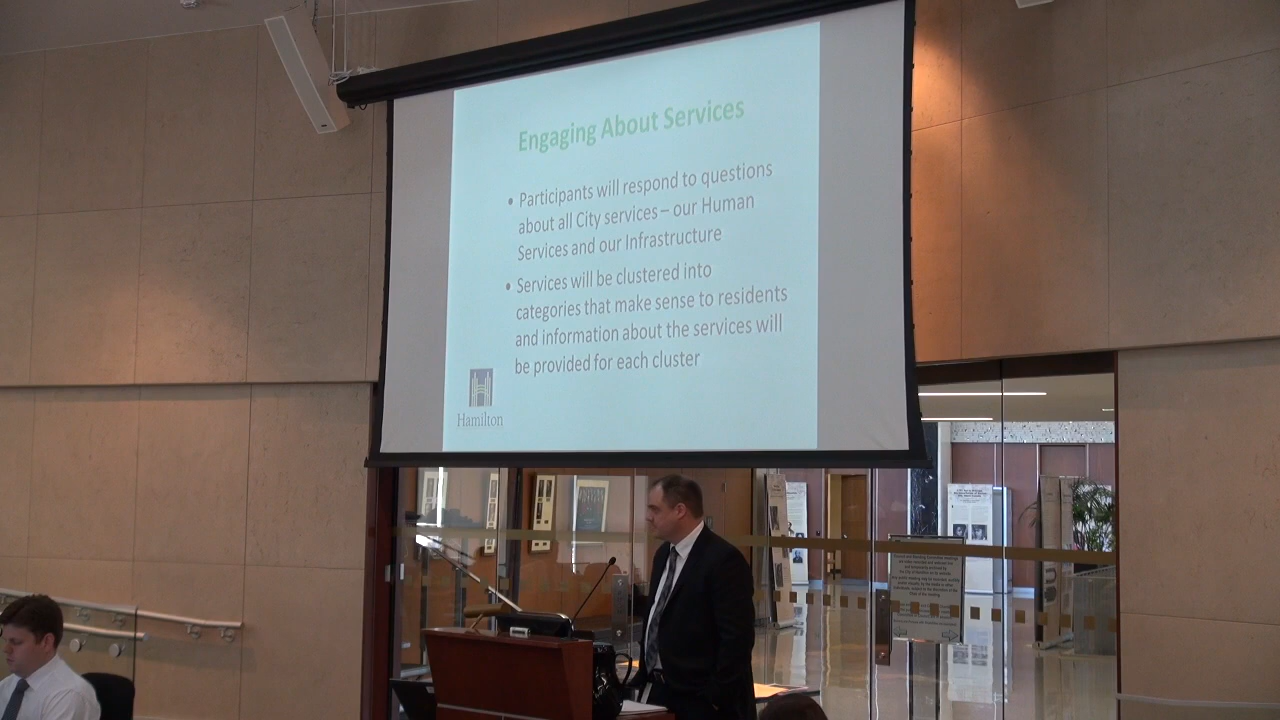 Engaging About Services
• Participants will respond to questions
about all City services – our Human
Services and our Infrastructure
• Services will be clustered into
categories that make sense to residents
and information about the services will
be provided for each cluster
Hamilton